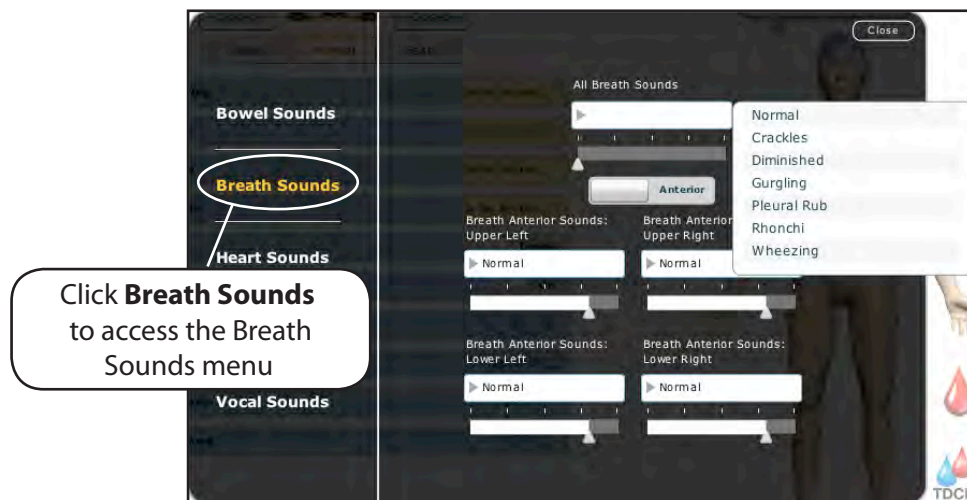 Close
All Breath Sounds
Bowel Sounds
Normal
Crackles
Diminished
Gurgling
Pleural Rub
Rhonchi
Wheezing
Breath Sounds
Anterior
Breath Anterior Sounds:
Upper Left
Breath Anterior
Upper Right
Heart Sounds
Normal
Normal
Click Breath Sounds
to access the Breath
Sounds menu
Breath Anterior Sounds:
Lower Left
Breath Anterior Sounds:
Lower Right
Normal
Normal
Vocal Sounds